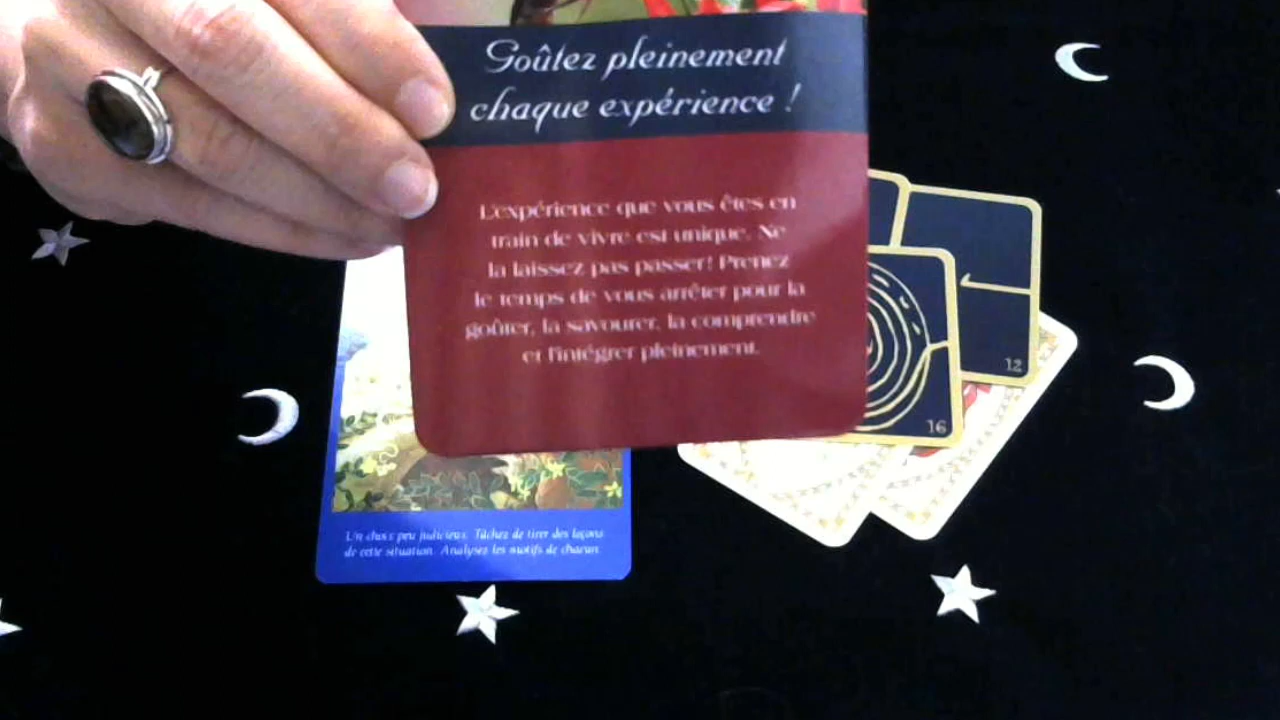 Goûtez pleinement
chaque expérience !
L'expérience que vous êtes en
train de vivre est unique. Ne
la laissez pas passer! Prenez
le temps de vous arrêter pour la
goûter, la savourer, la comprendre
et l'intégrer pleinement.
12
16
Un choix peu judicieux. Tâchez de tirer des leçons
de cette situation. Analysez les motifs de chacun.